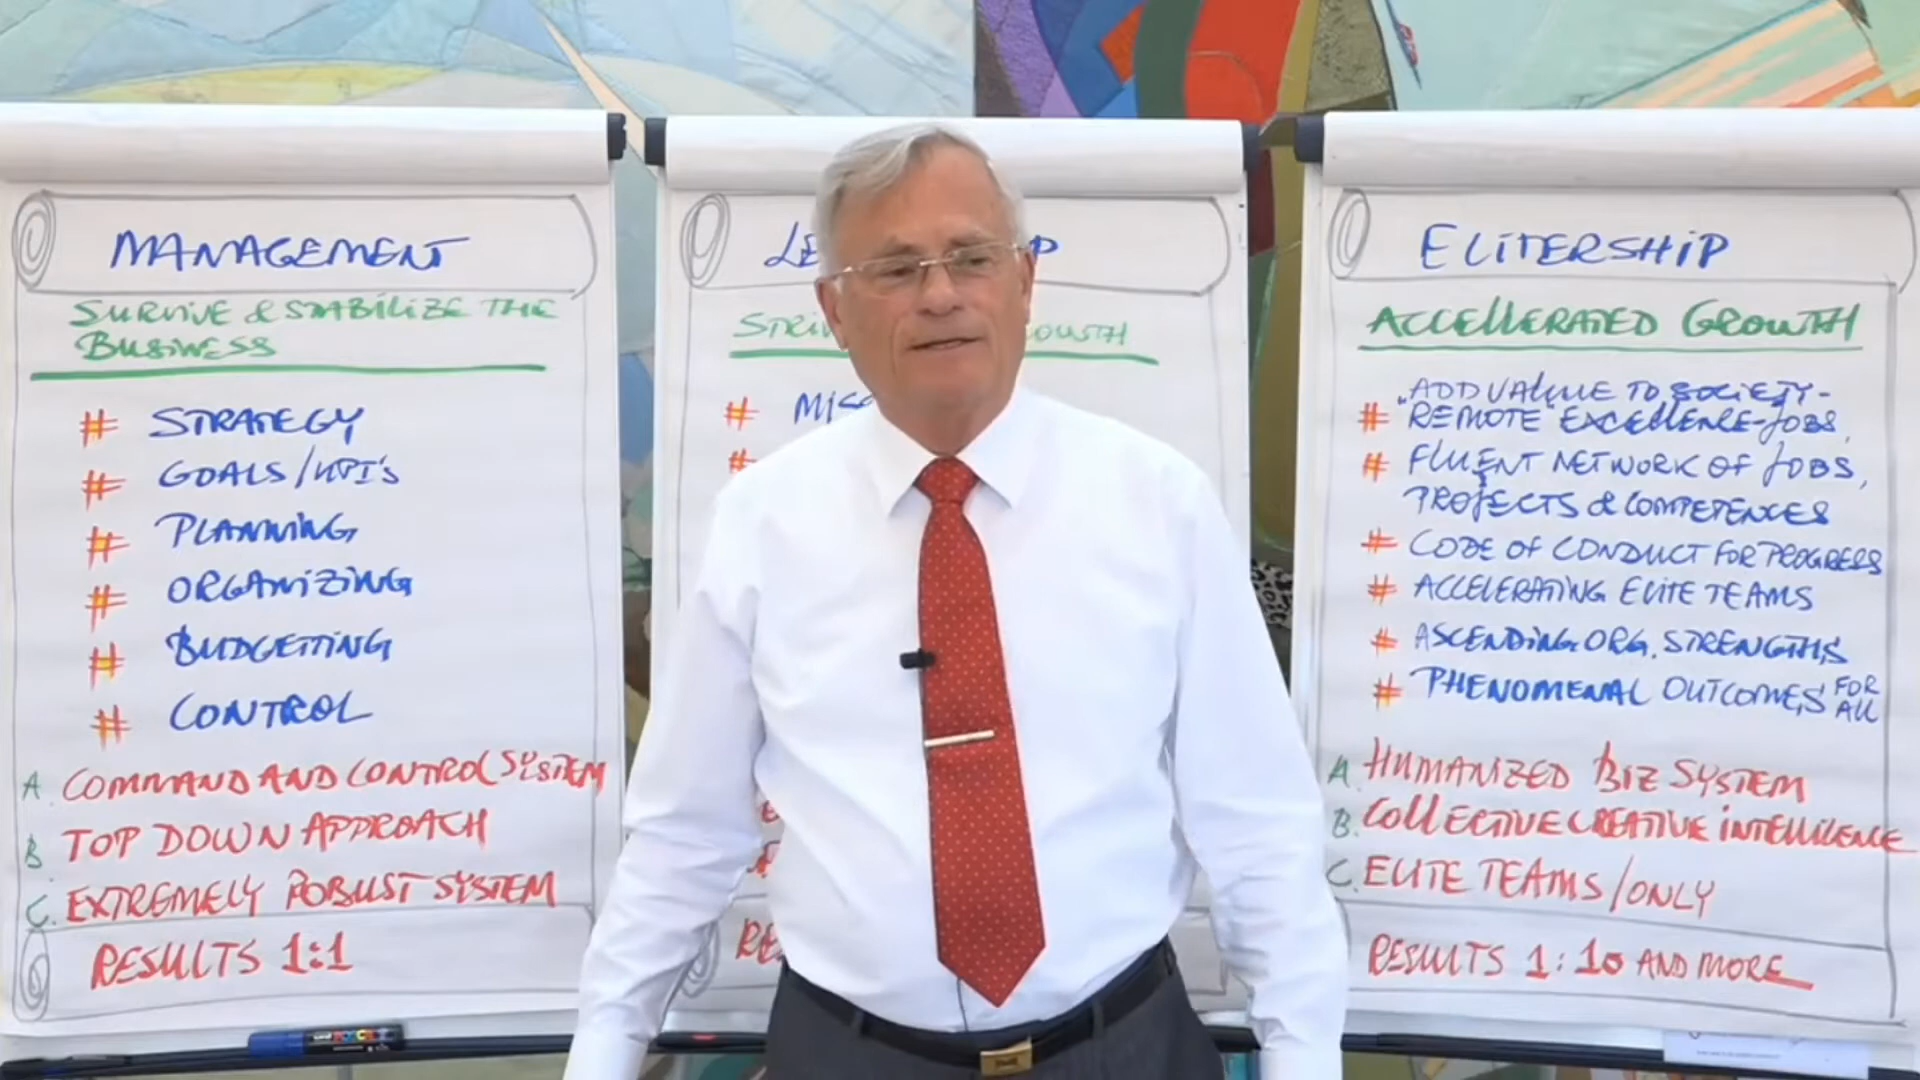 MANAGEMENT
SURVIVE & STABILIZE THE
BUSINESS
# STRATEGY
# GOALS/KPI'S
# PLANNING
# ORGANIZING
# BUDGETTING
# CONTROL
A. COMMAND AND CONTROL SYSTEM
B. TOP DOWN APPROACH
C. EXTREMELY ROBUST SYSTEM
RESULTS 1:1
#
#
ELITERSHIP
ACCELLERATED GROWTH
"ADD VALUE TO SOCIETY-
# REMOTE" EXCELLENCE-JOBS,
# FLUENT NETWORK OF JOBS,
PROJECTS & COMPETENCES
# CODE OF CONDUCT FOR PROGRESS
# ACCELERATING ELITE TEAMS
# ASCENDING ORG. STRENGTHS
# PHENOMENAL OUTCOMES FOR
ALL
A. HUMANIZED BIZ SYSTEM
B. COLLECTIVE CREATIVE INTELLIGENCE
C. ELITE TEAMS/ONLY
RESULTS 1:10 AND MORE